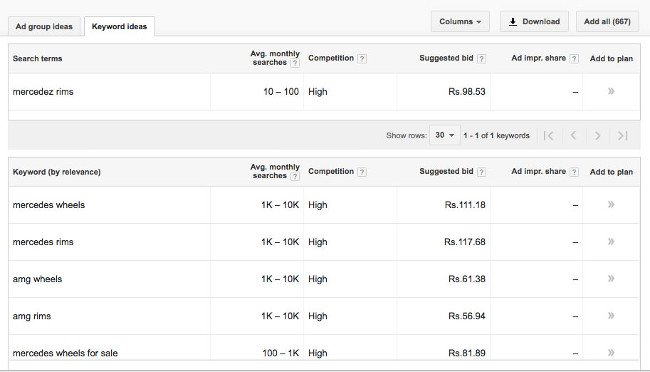 Ad group ideas Keyword ideas Columns Download Add all (667)
Search terms Avg. monthly searches ? Competition ? Suggested bid ? Ad impr. share ? Add to plan
mercedez rims 10 – 100 High Rs.98.53 – »
Show rows: 30 1 - 1 of 1 keywords
Keyword (by relevance) Avg. monthly searches ? Competition ? Suggested bid ? Ad impr. share ? Add to plan
mercedes wheels 1K – 10K High Rs.111.18 – »
mercedes rims 1K – 10K High Rs.117.68 – »
amg wheels 1K – 10K High Rs.61.38 – »
amg rims 1K – 10K High Rs.56.94 – »
mercedes wheels for sale 100 – 1K High Rs.81.89 – »